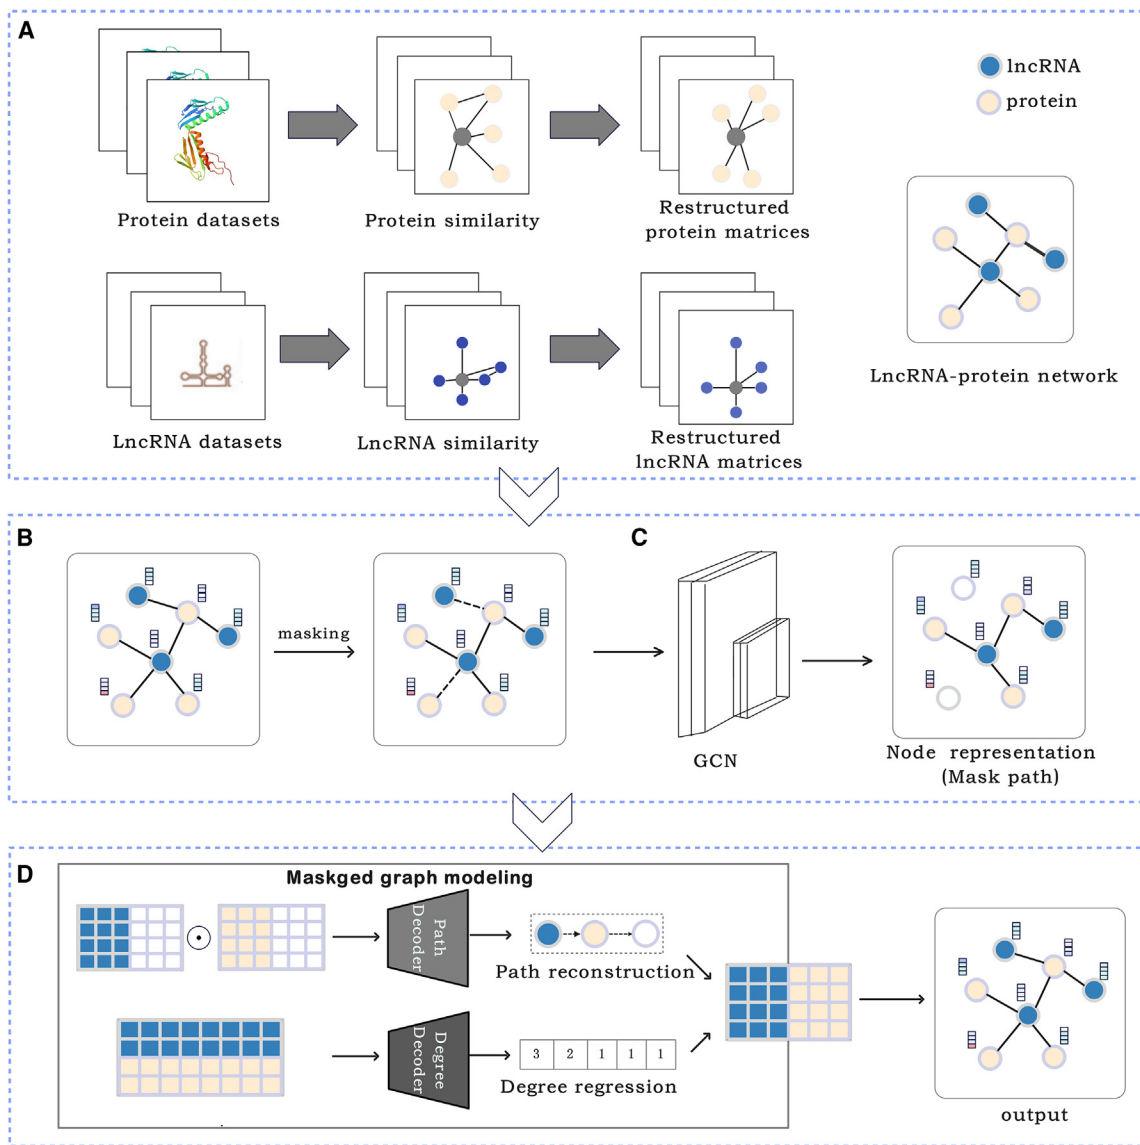 A
lncRNA
protein
Protein datasets
Protein similarity
Restructured
protein matrices
LncRNA datasets
LncRNA similarity
Restructured
lncRNA matrices
LncRNA-protein network
B
masking
C
GCN
Node representation
(Mask path)
D
Maskged graph modeling
Path
Decoder
Path reconstruction
Degree
Decoder
3 2 1 1 1
Degree regression
output